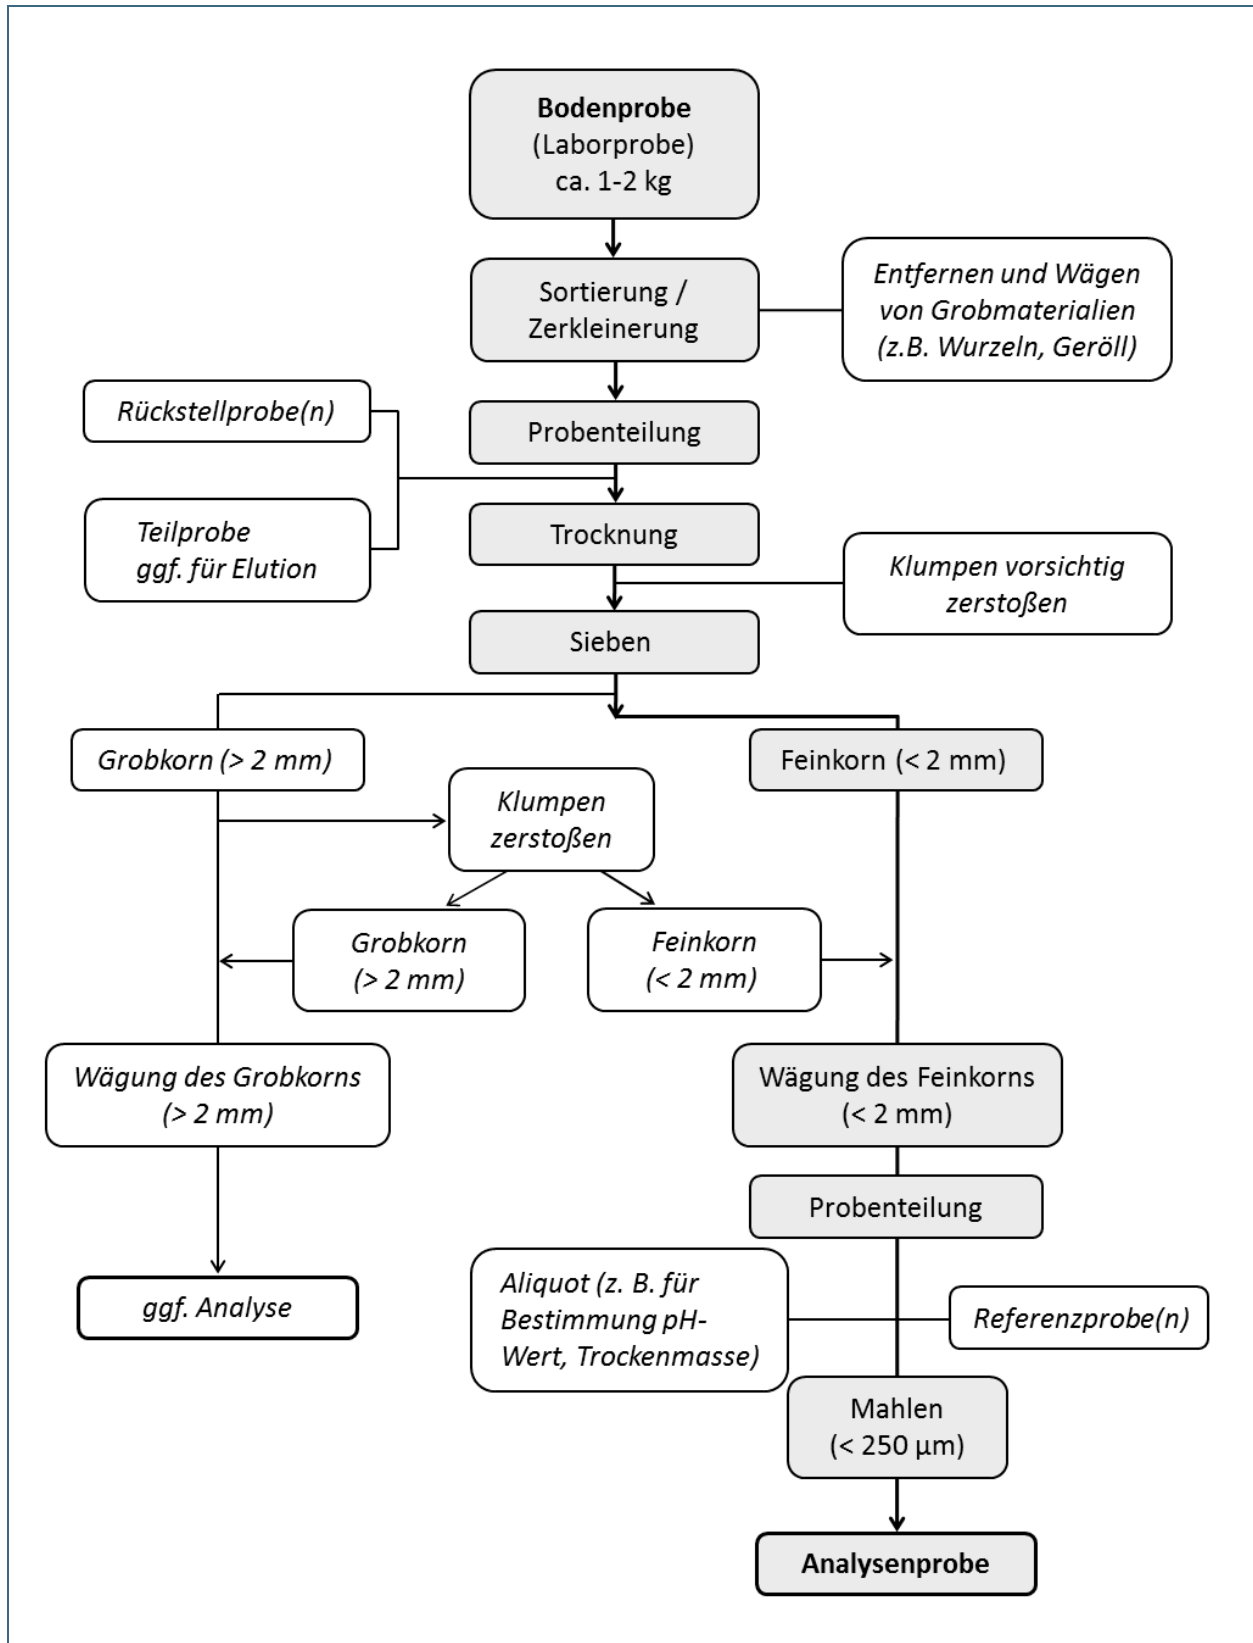 Bodenprobe
(Laborprobe)
ca. 1-2 kg
Sortierung /
Zerkleinerung
Entfernen und Wägen
von Grobmaterialien
(z.B. Wurzeln, Geröll)
Rückstellprobe(n)
Probenteilung
Teilprobe
ggf. für Elution
Trocknung
Klumpen vorsichtig
zerstoßen
Sieben
Grobkorn (> 2 mm)
Feinkorn (< 2 mm)
Klumpen
zerstoßen
Grobkorn
(> 2 mm)
Feinkorn
(< 2 mm)
Wägung des Grobkorns
(> 2 mm)
Wägung des Feinkorns
(< 2 mm)
Probenteilung
ggf. Analyse
Aliquot (z. B. für
Bestimmung pH-
Wert, Trockenmasse)
Referenzprobe(n)
Mahlen
(< 250 µm)
Analysenprobe